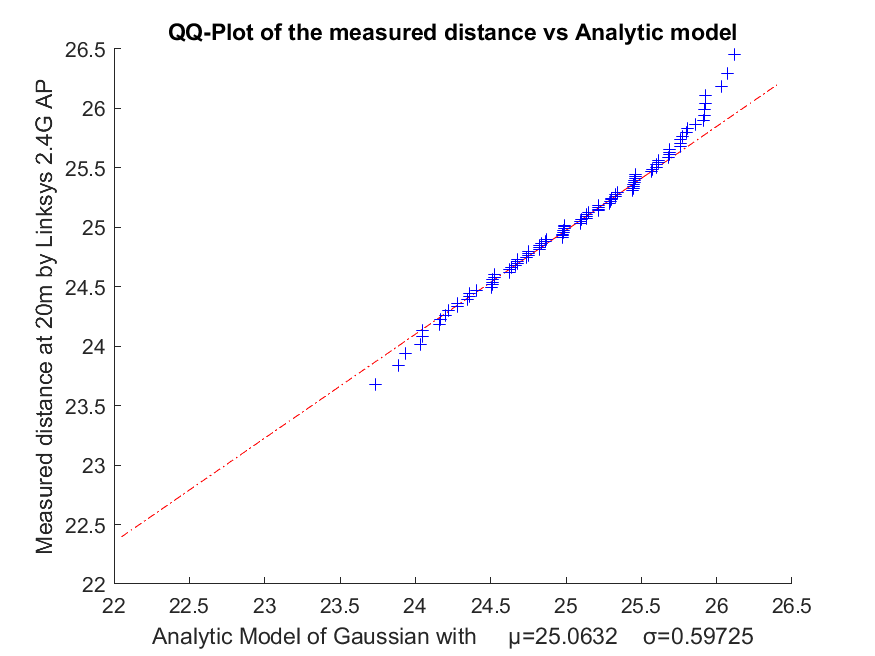 QQ-Plot of the measured distance vs Analytic model
Measured distance at 20m by Linksys 2.4G AP
26.5
26
25.5
25
24.5
24
23.5
23
22.5
22
22 22.5 23 23.5 24 24.5 25 25.5 26 26.5
Analytic Model of Gaussian with μ=25.0632 σ=0.59725